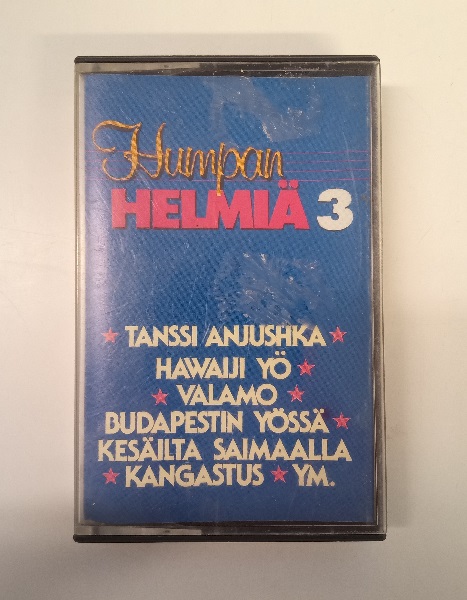 Humpan
HELMIÄ 3
★ TANSSI ANJUSHKA ★
HAWAIJI YÖ ★
★ VALAMO ★
BUDAPESTIN YÖSSÄ ★
KESÄILTA SAIMAALLA
★ KANGASTUS ★ YM.